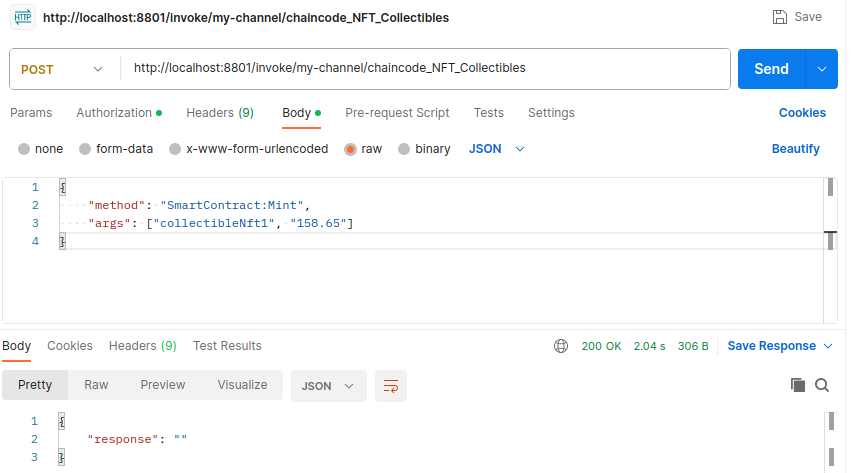 HTTP http://localhost:8801/invoke/my-channel/chaincode_NFT_Collectibles Save
POST http://localhost:8801/invoke/my-channel/chaincode_NFT_Collectibles Send
Params Authorization Headers (9) Body Pre-request Script Tests Settings Cookies
none form-data x-www-form-urlencoded raw binary JSON Beautify
1 {
2 "method": "SmartContract:Mint",
3 "args": ["collectibleNft1", "158.65"]
4 }
Body Cookies Headers (9) Test Results 200 OK 2.04 s 306 B Save Response
Pretty Raw Preview Visualize JSON
1 {
2 "response": ""
3 }